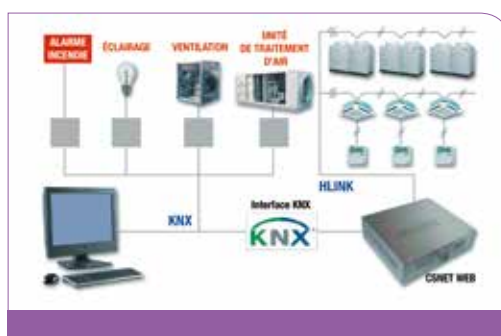 ALARME
INCENDIE
ÉCLAIRAGE
VENTILATION
UNITÉ
DE TRAITEMENT
D'AIR
HLINK
KNX
Interface KNX
KNX
CSNET WEB